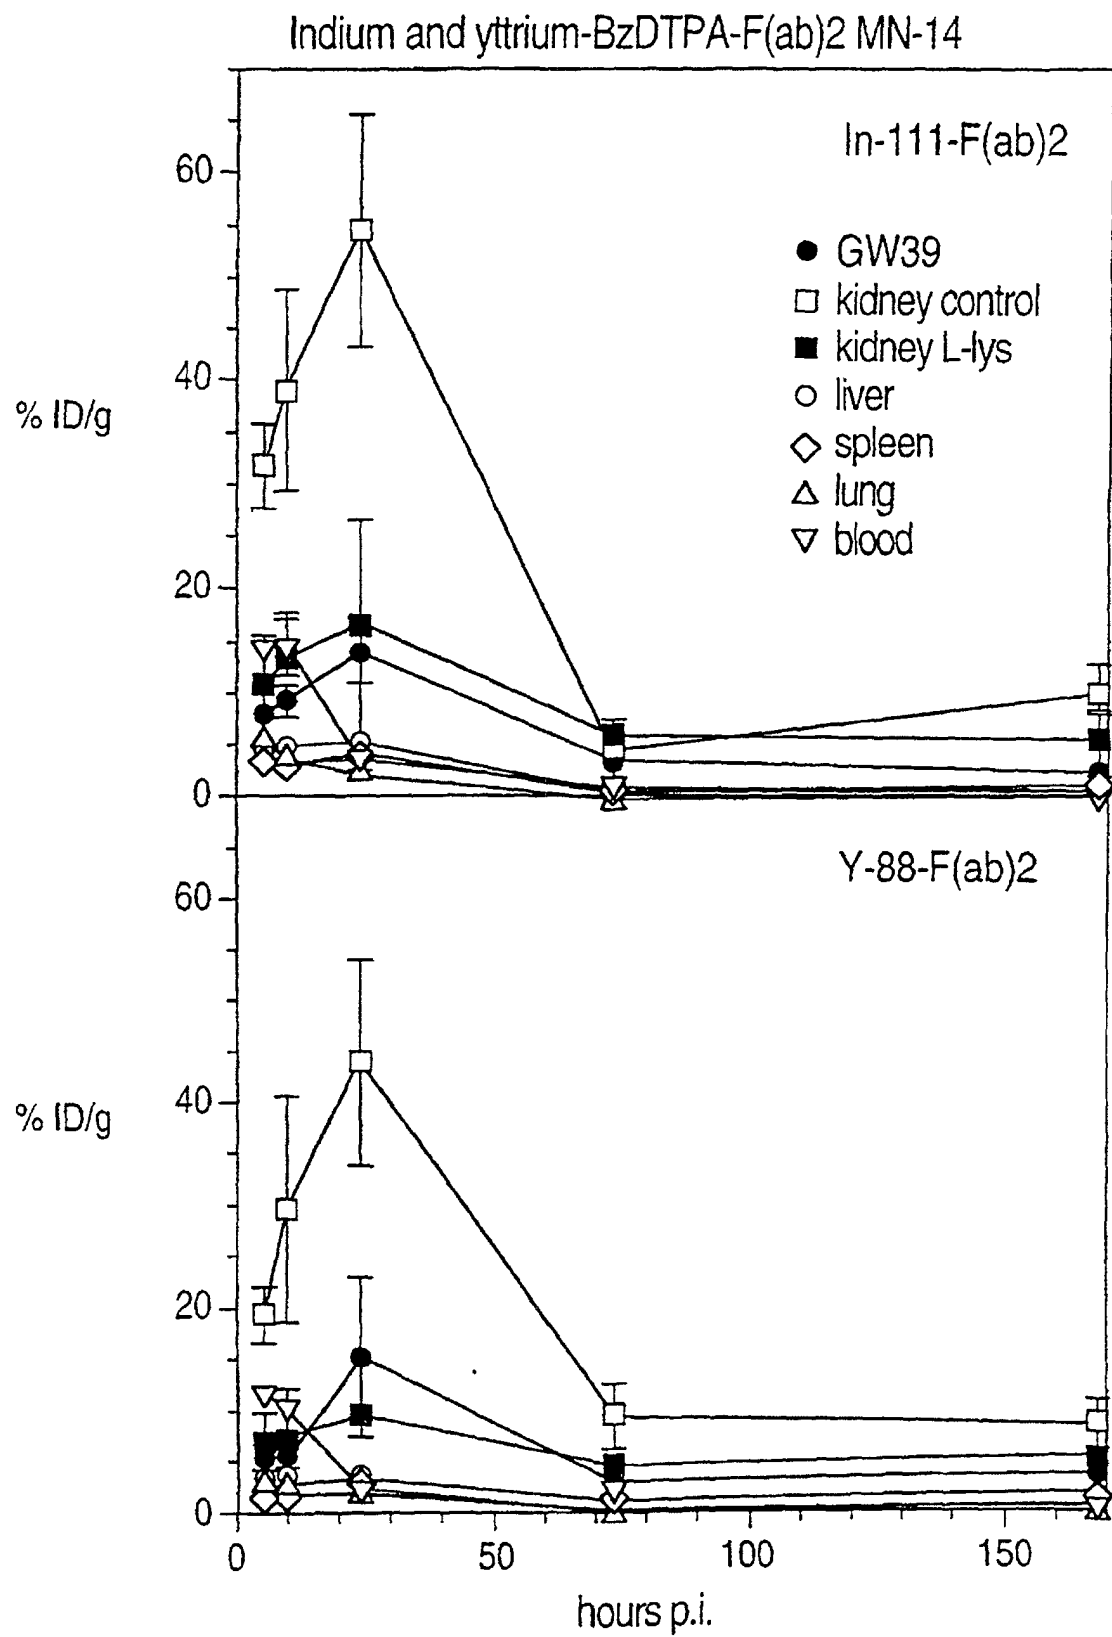 Indium and yttrium-BzDTPA-F(ab)2 MN-14
In-111-F(ab)2
60
GW39
kidney control
kidney L-lys
40
% ID/g
liver
spleen
lung
blood
20
0
Y-88-F(ab)2
60
40
% ID/g
20
0
0 50 100 150
hours p.i.